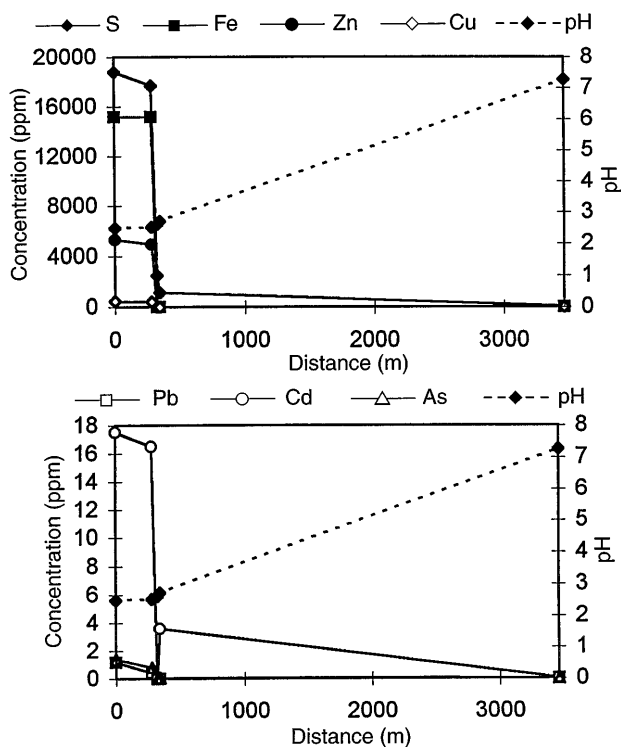 S Fe Zn Cu pH
20000 8
16000 7
12000 6
8000 5
4000 4
0 3
2
1
0
Concentration (ppm)
pH
0 1000 2000 3000
Distance (m)
Pb Cd As pH
18 8
16 7
14 6
12 5
10 4
8 3
6 2
4 1
2 0
0
Concentration (ppm)
pH
0 1000 2000 3000
Distance (m)